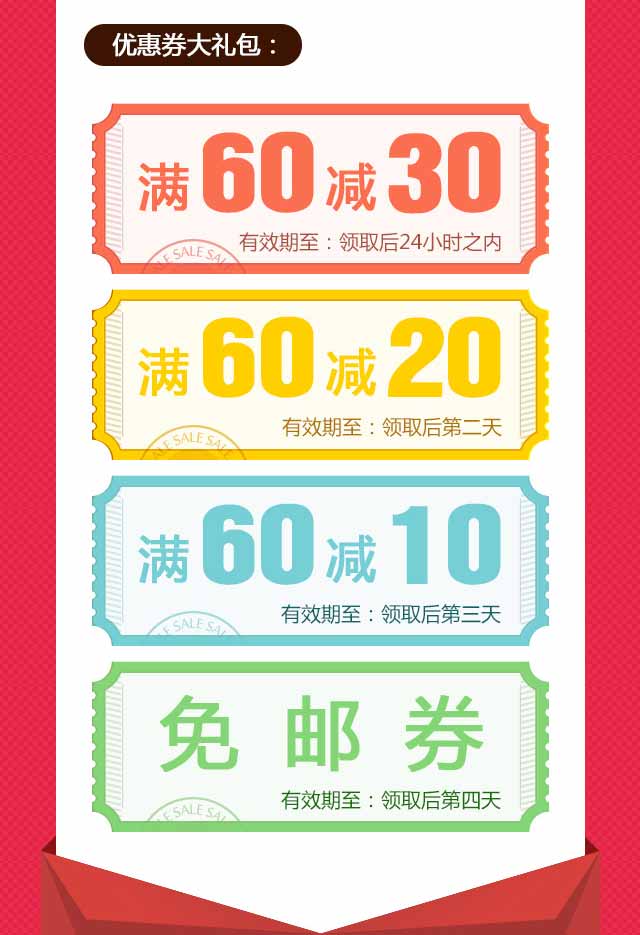 优惠券大礼包：
满60减30
有效期至：领取后24小时之内
SALE SALE SALE
满60减20
有效期至：领取后第二天
SALE SALE SALE
满60减10
有效期至：领取后第三天
SALE SALE SALE
免邮券
有效期至：领取后第四天
SALE SALE SALE